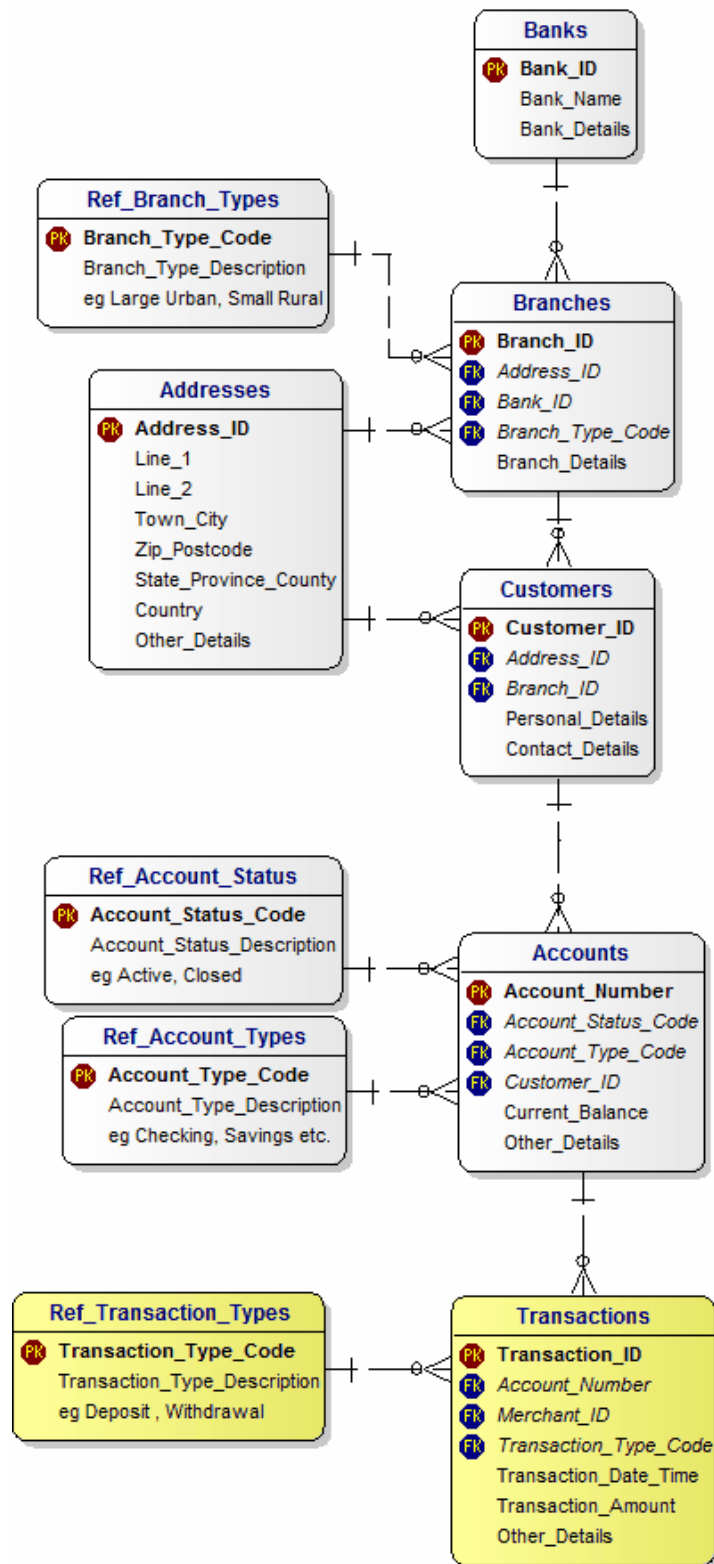 Banks
PK Bank_ID
Bank_Name
Bank_Details
Ref_Branch_Types
PK Branch_Type_Code
Branch_Type_Description
eg Large Urban, Small Rural
Branches
PK Branch_ID
FK Address_ID
FK Bank_ID
FK Branch_Type_Code
Branch_Details
Addresses
PK Address_ID
Line_1
Line_2
Town_City
Zip_Postcode
State_Province_County
Country
Other_Details
Customers
PK Customer_ID
FK Address_ID
FK Branch_ID
Personal_Details
Contact_Details
Ref_Account_Status
PK Account_Status_Code
Account_Status_Description
eg Active, Closed
Accounts
PK Account_Number
FK Account_Status_Code
FK Account_Type_Code
FK Customer_ID
Current_Balance
Other_Details
Ref_Account_Types
PK Account_Type_Code
Account_Type_Description
eg Checking, Savings etc.
Ref_Transaction_Types
PK Transaction_Type_Code
Transaction_Type_Description
eg Deposit , Withdrawal
Transactions
PK Transaction_ID
FK Account_Number
FK Merchant_ID
FK Transaction_Type_Code
Transaction_Date_Time
Transaction_Amount
Other_Details